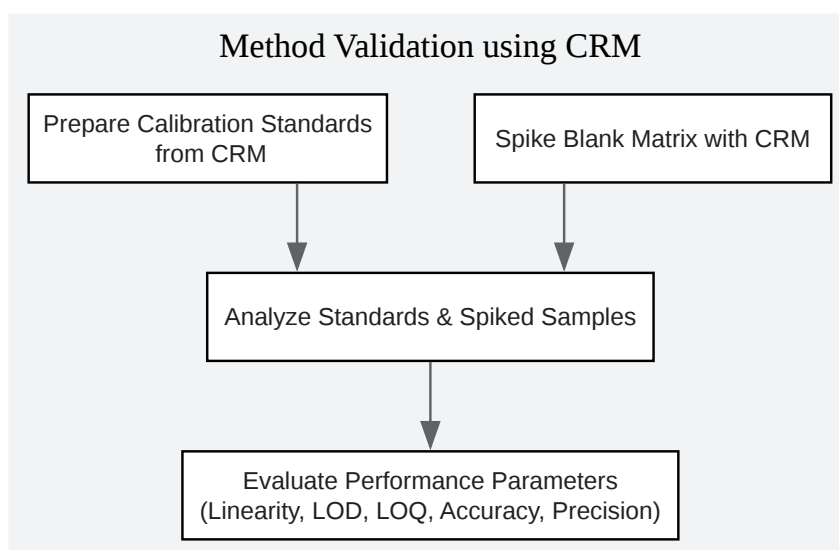 Method Validation using CRM
Prepare Calibration Standards
from CRM
Spike Blank Matrix with CRM
Analyze Standards & Spiked Samples
Evaluate Performance Parameters
(Linearity, LOD, LOQ, Accuracy, Precision)